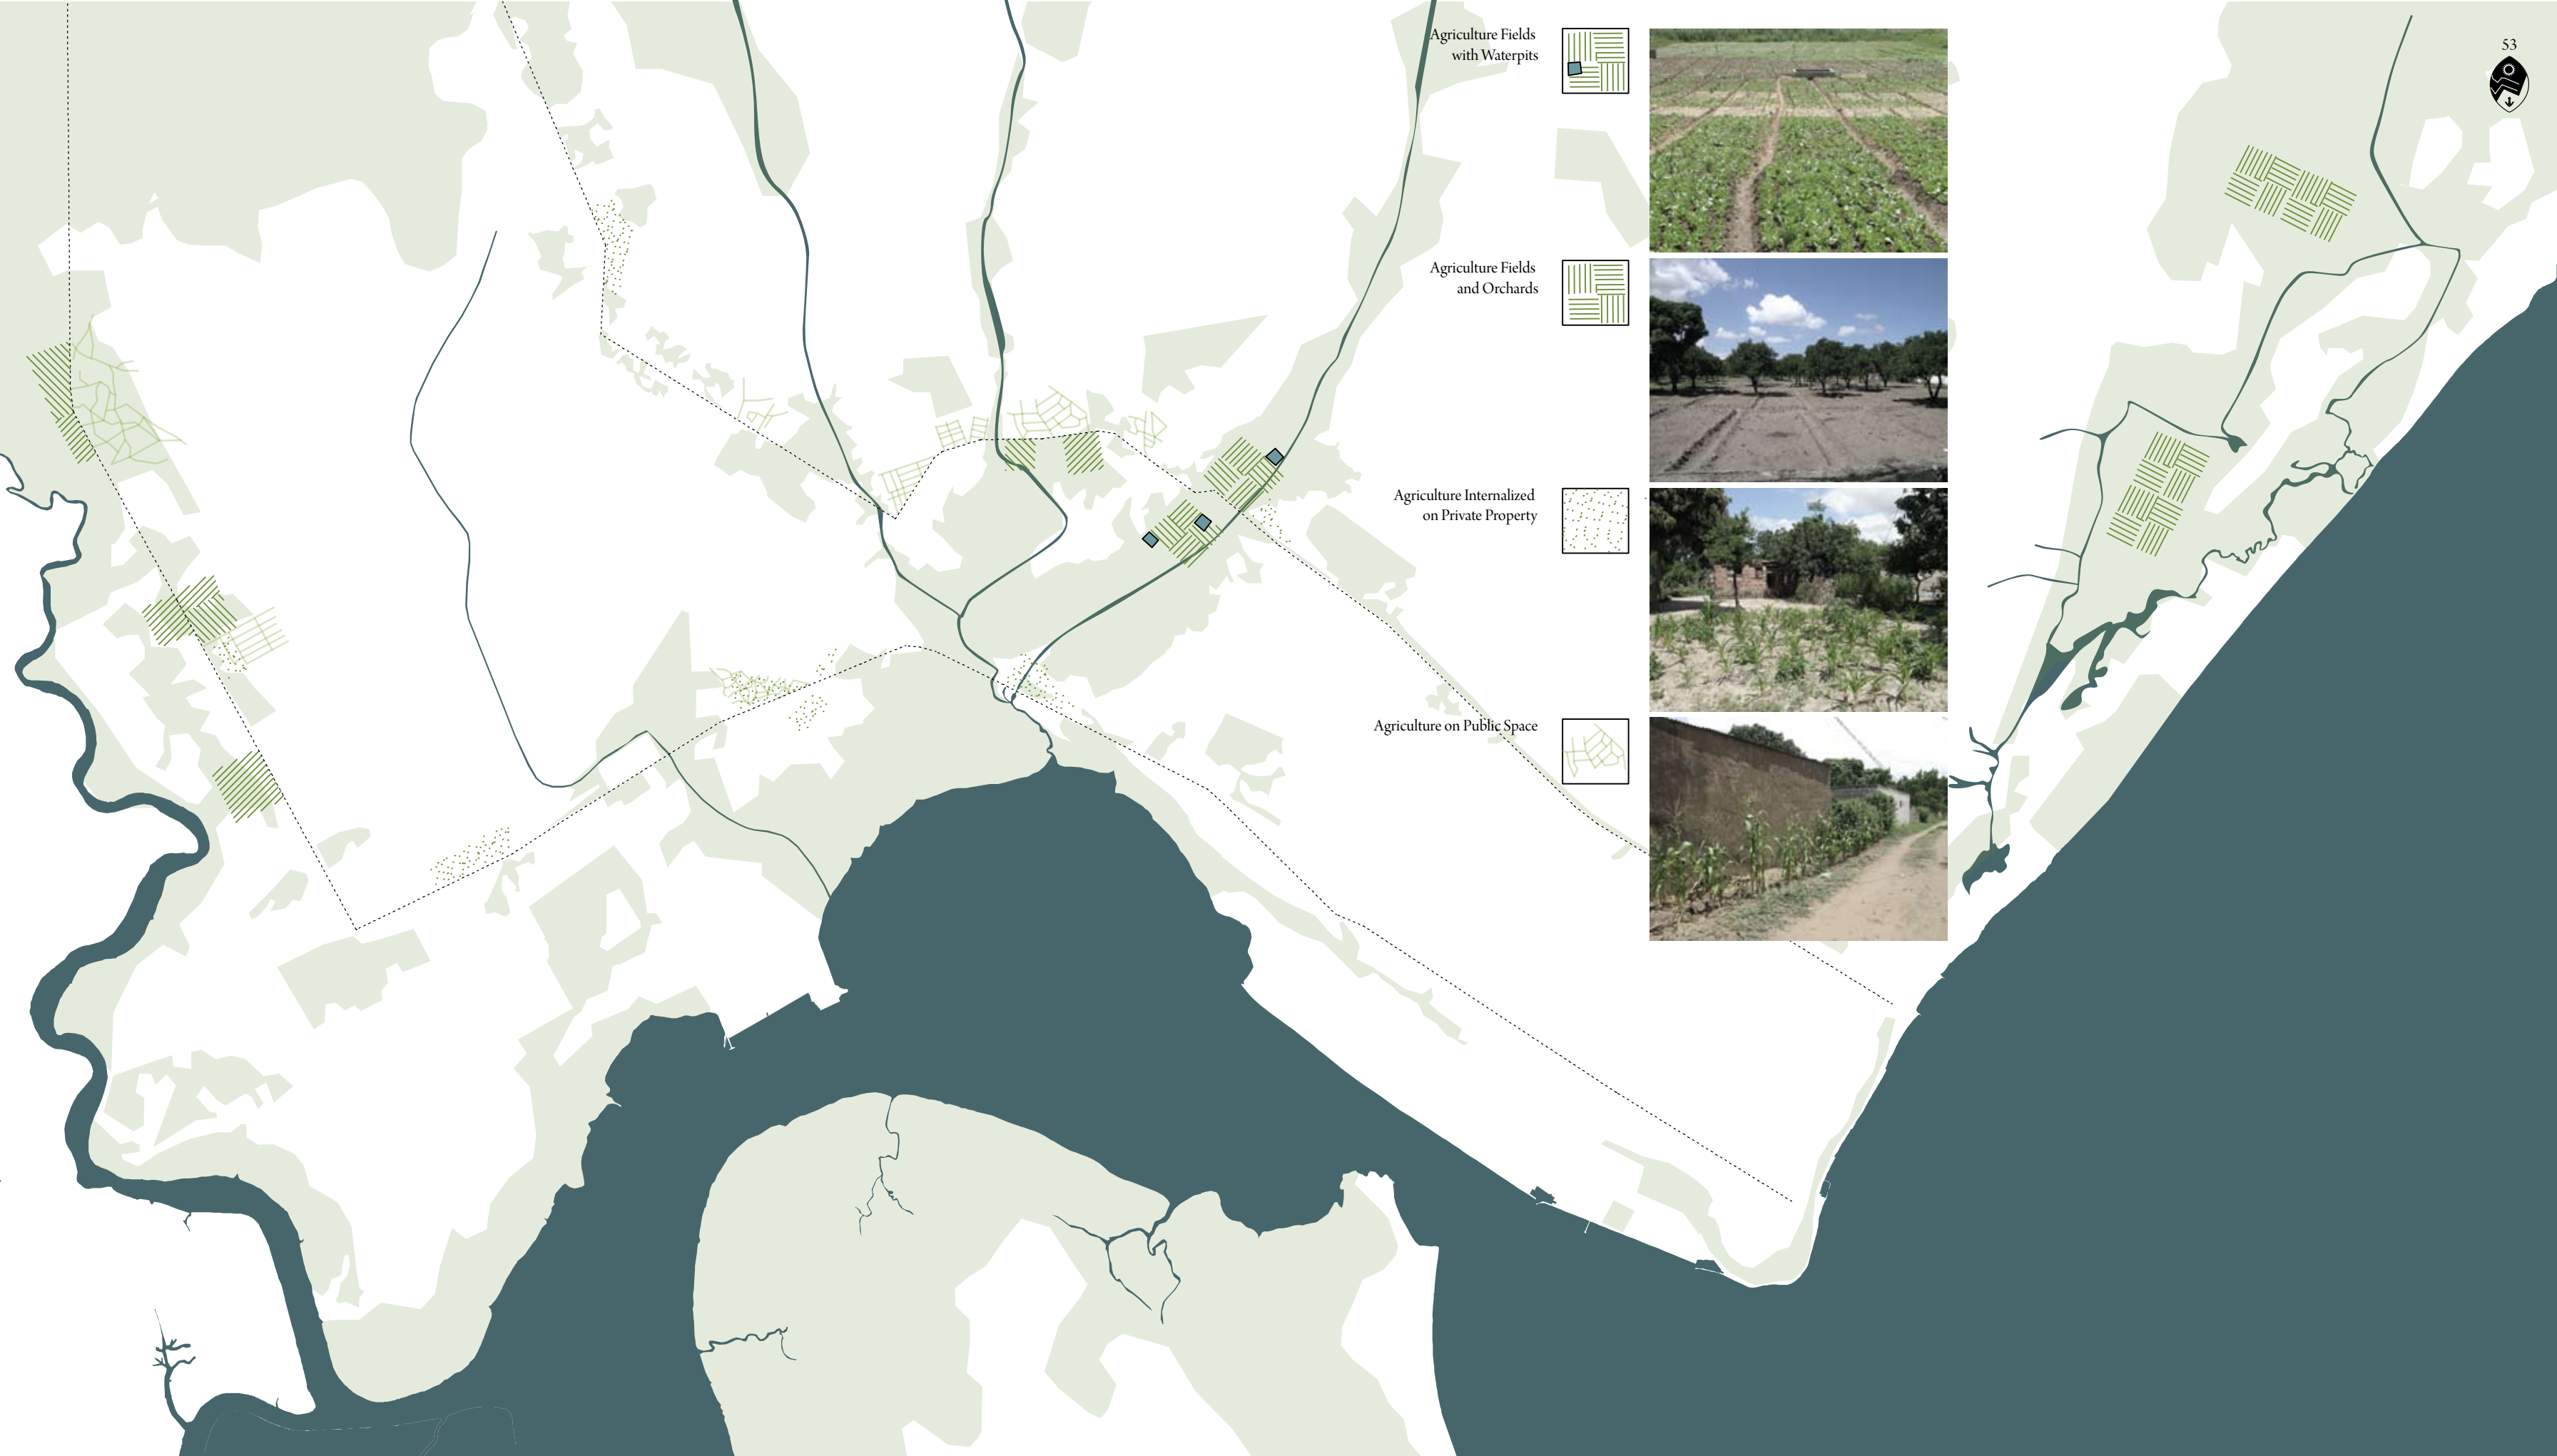 53
Agriculture Fields
with Waterpits
Agriculture Fields
and Orchards
Agriculture Internalized
on Private Property
Agriculture on Public Space